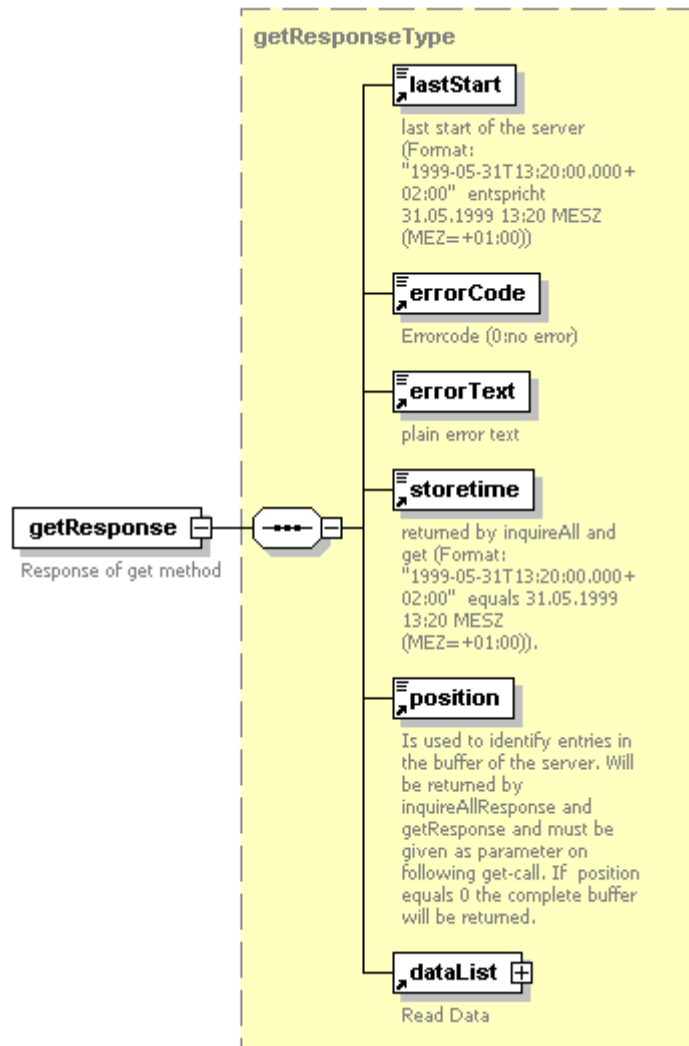 getResponseType
lastStart
last start of the server
(Format:
"1999-05-31T13:20:00.000+
02:00"  entspricht
31.05.1999 13:20 MESZ
(MEZ=+01:00))
errorCode
Errorcode (0:no error)
errorText
plain error text
storetime
returned by inquireAll and
get (Format:
"1999-05-31T13:20:00.000+
02:00"  equals 31.05.1999
13:20 MESZ
(MEZ=+01:00)).
getResponse
Response of get method
position
Is used to identify entries in
the buffer of the server. Will
be returned by
inquireAllResponse and
getResponse and must be
given as parameter on
following get-call. If  position
equals 0 the complete buffer
will be returned.
dataList
Read Data